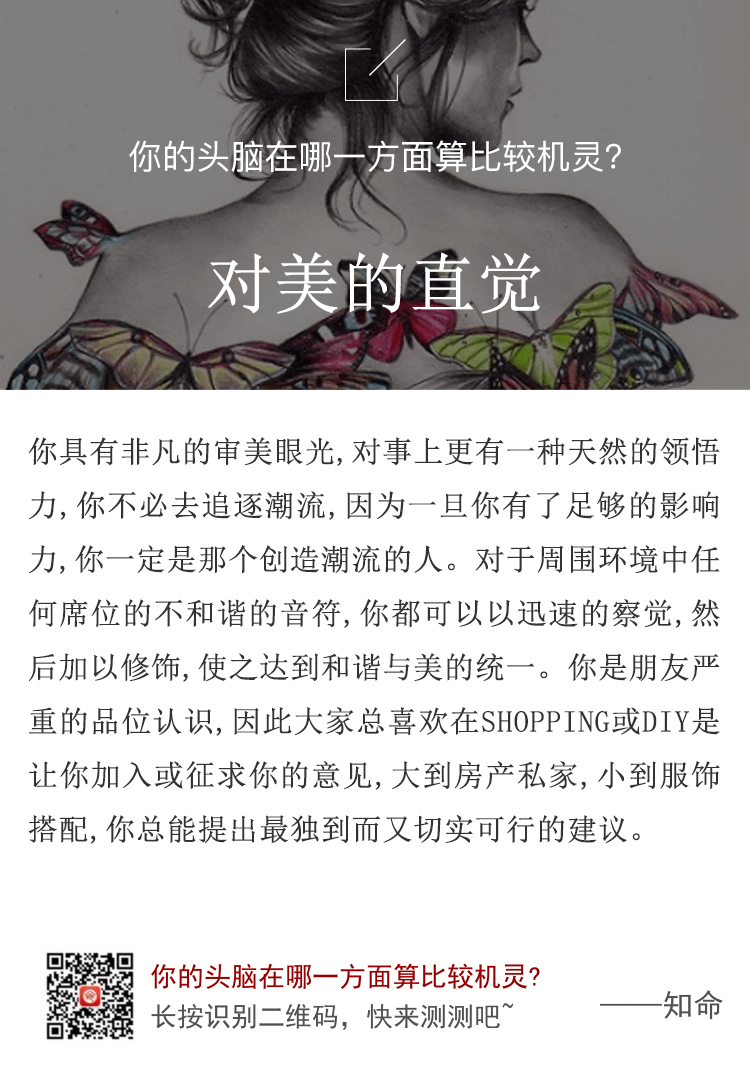 你的头脑在哪一方面算比较机灵？
对美的直觉
你具有非凡的审美眼光,对事上更有一种天然的领悟
力,你不必去追逐潮流,因为一旦你有了足够的影响
力,你一定是那个创造潮流的人。对于周围环境中任
何席位的不和谐的音符,你都可以以迅速的察觉,然
后加以修饰,使之达到和谐与美的统一。你是朋友严
重的品位认识,因此大家总喜欢在SHOPPING或DIY是
让你加入或征求你的意见,大到房产私家,小到服饰
搭配,你总能提出最独到而又切实可行的建议。
你的头脑在哪一方面算比较机灵？
长按识别二维码，快来测测吧~
——知命